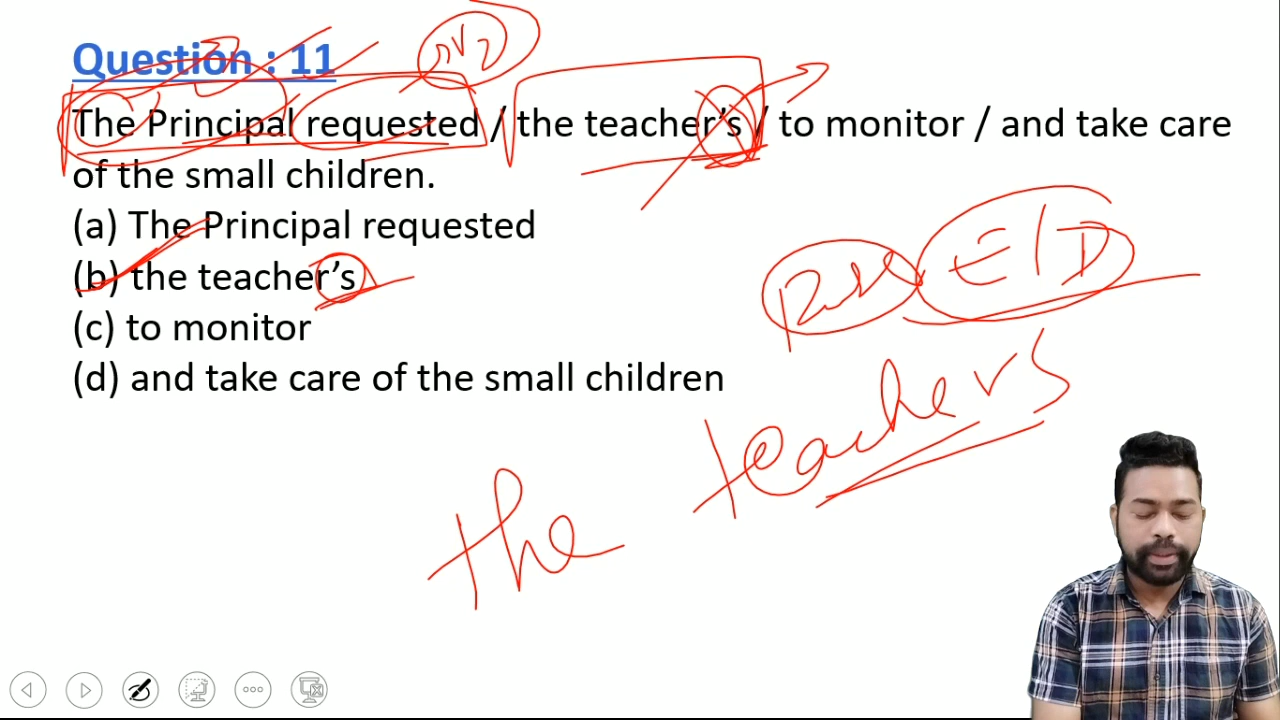 Question : 11
The Principal requested / the teacher’s / to monitor / and take care
of the small children.
(a) The Principal requested
(b) the teacher’s
(c) to monitor
(d) and take care of the small children
E/D
the teachers